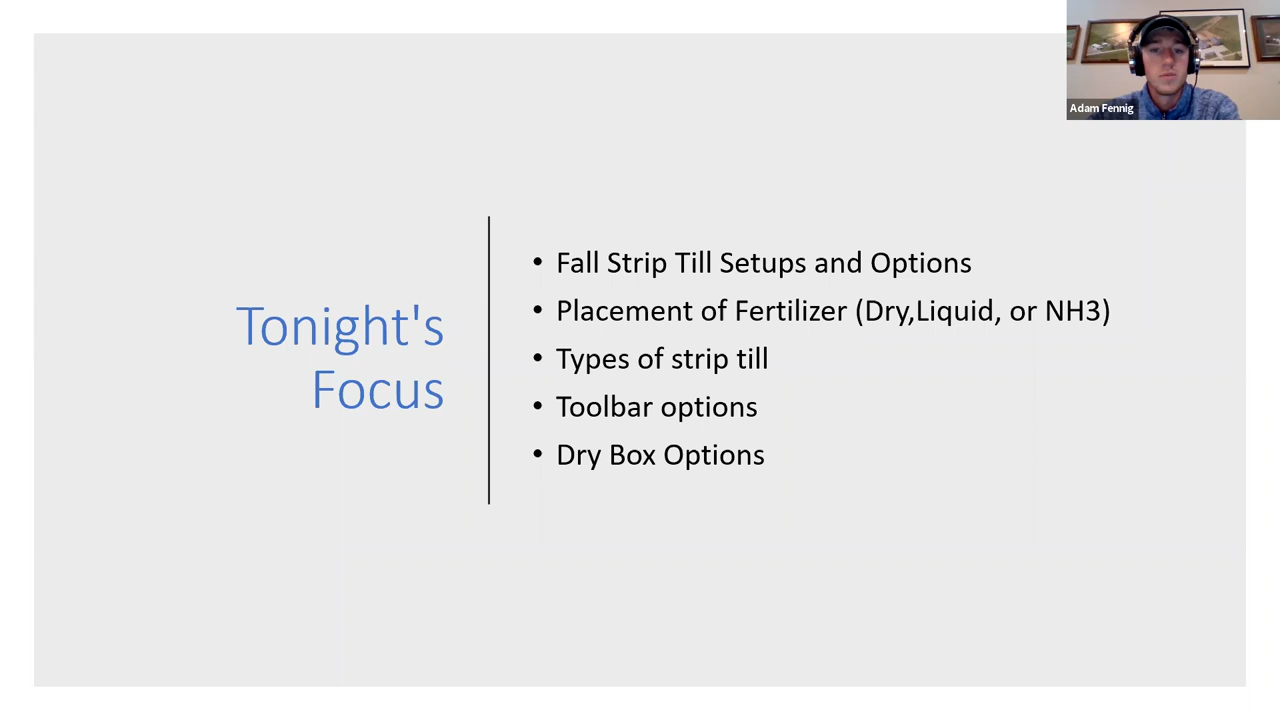 Adam Fennig
Tonight's
Focus
• Fall Strip Till Setups and Options
• Placement of Fertilizer (Dry,Liquid, or NH3)
• Types of strip till
• Toolbar options
• Dry Box Options